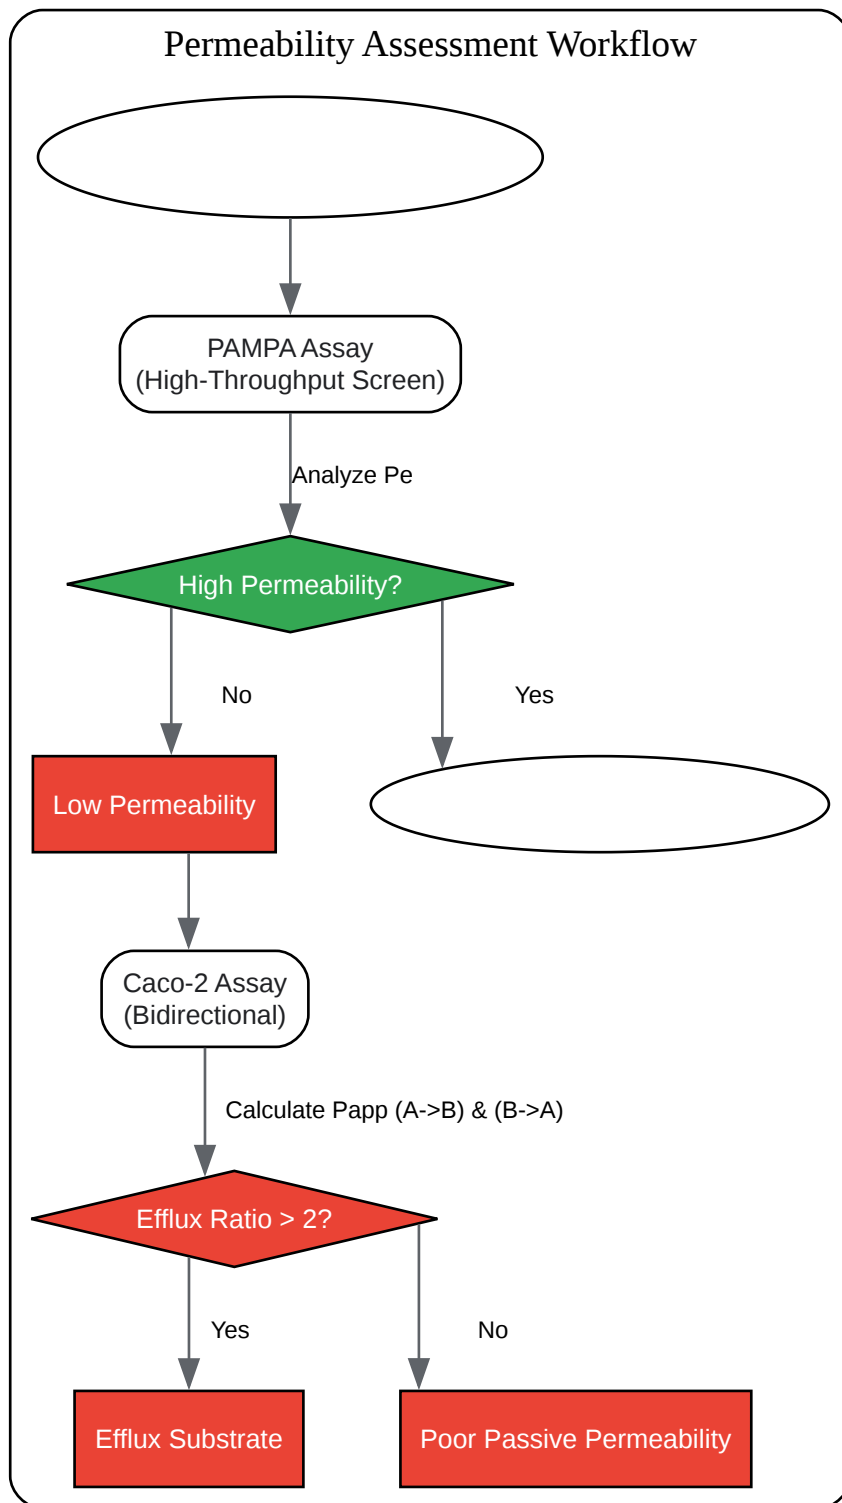 Permeability Assessment Workflow
PAMPA Assay
(High-Throughput Screen)
Analyze Pe
High Permeability?
No
Yes
Low Permeability
Caco-2 Assay
(Bidirectional)
Calculate Papp (A->B) & (B->A)
Efflux Ratio > 2?
Yes
No
Efflux Substrate
Poor Passive Permeability